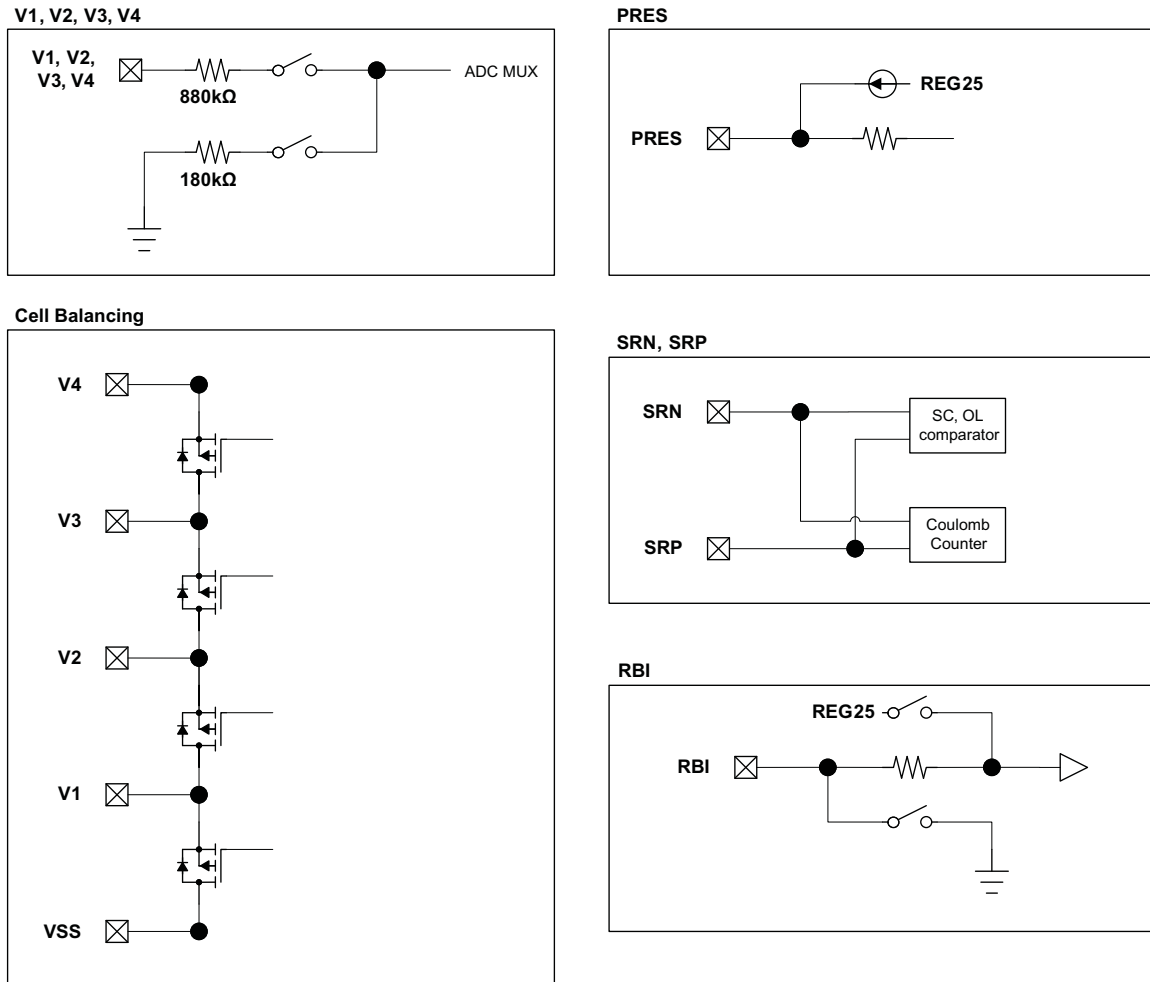 V1, V2, V3, V4
V1, V2,
V3, V4
880kΩ
ADC MUX
180kΩ
PRES
REG25
PRES
Cell Balancing
V4
V3
V2
V1
VSS
SRN, SRP
SRN
SC, OL
comparator
SRP
Coulomb
Counter
RBI
REG25
RBI